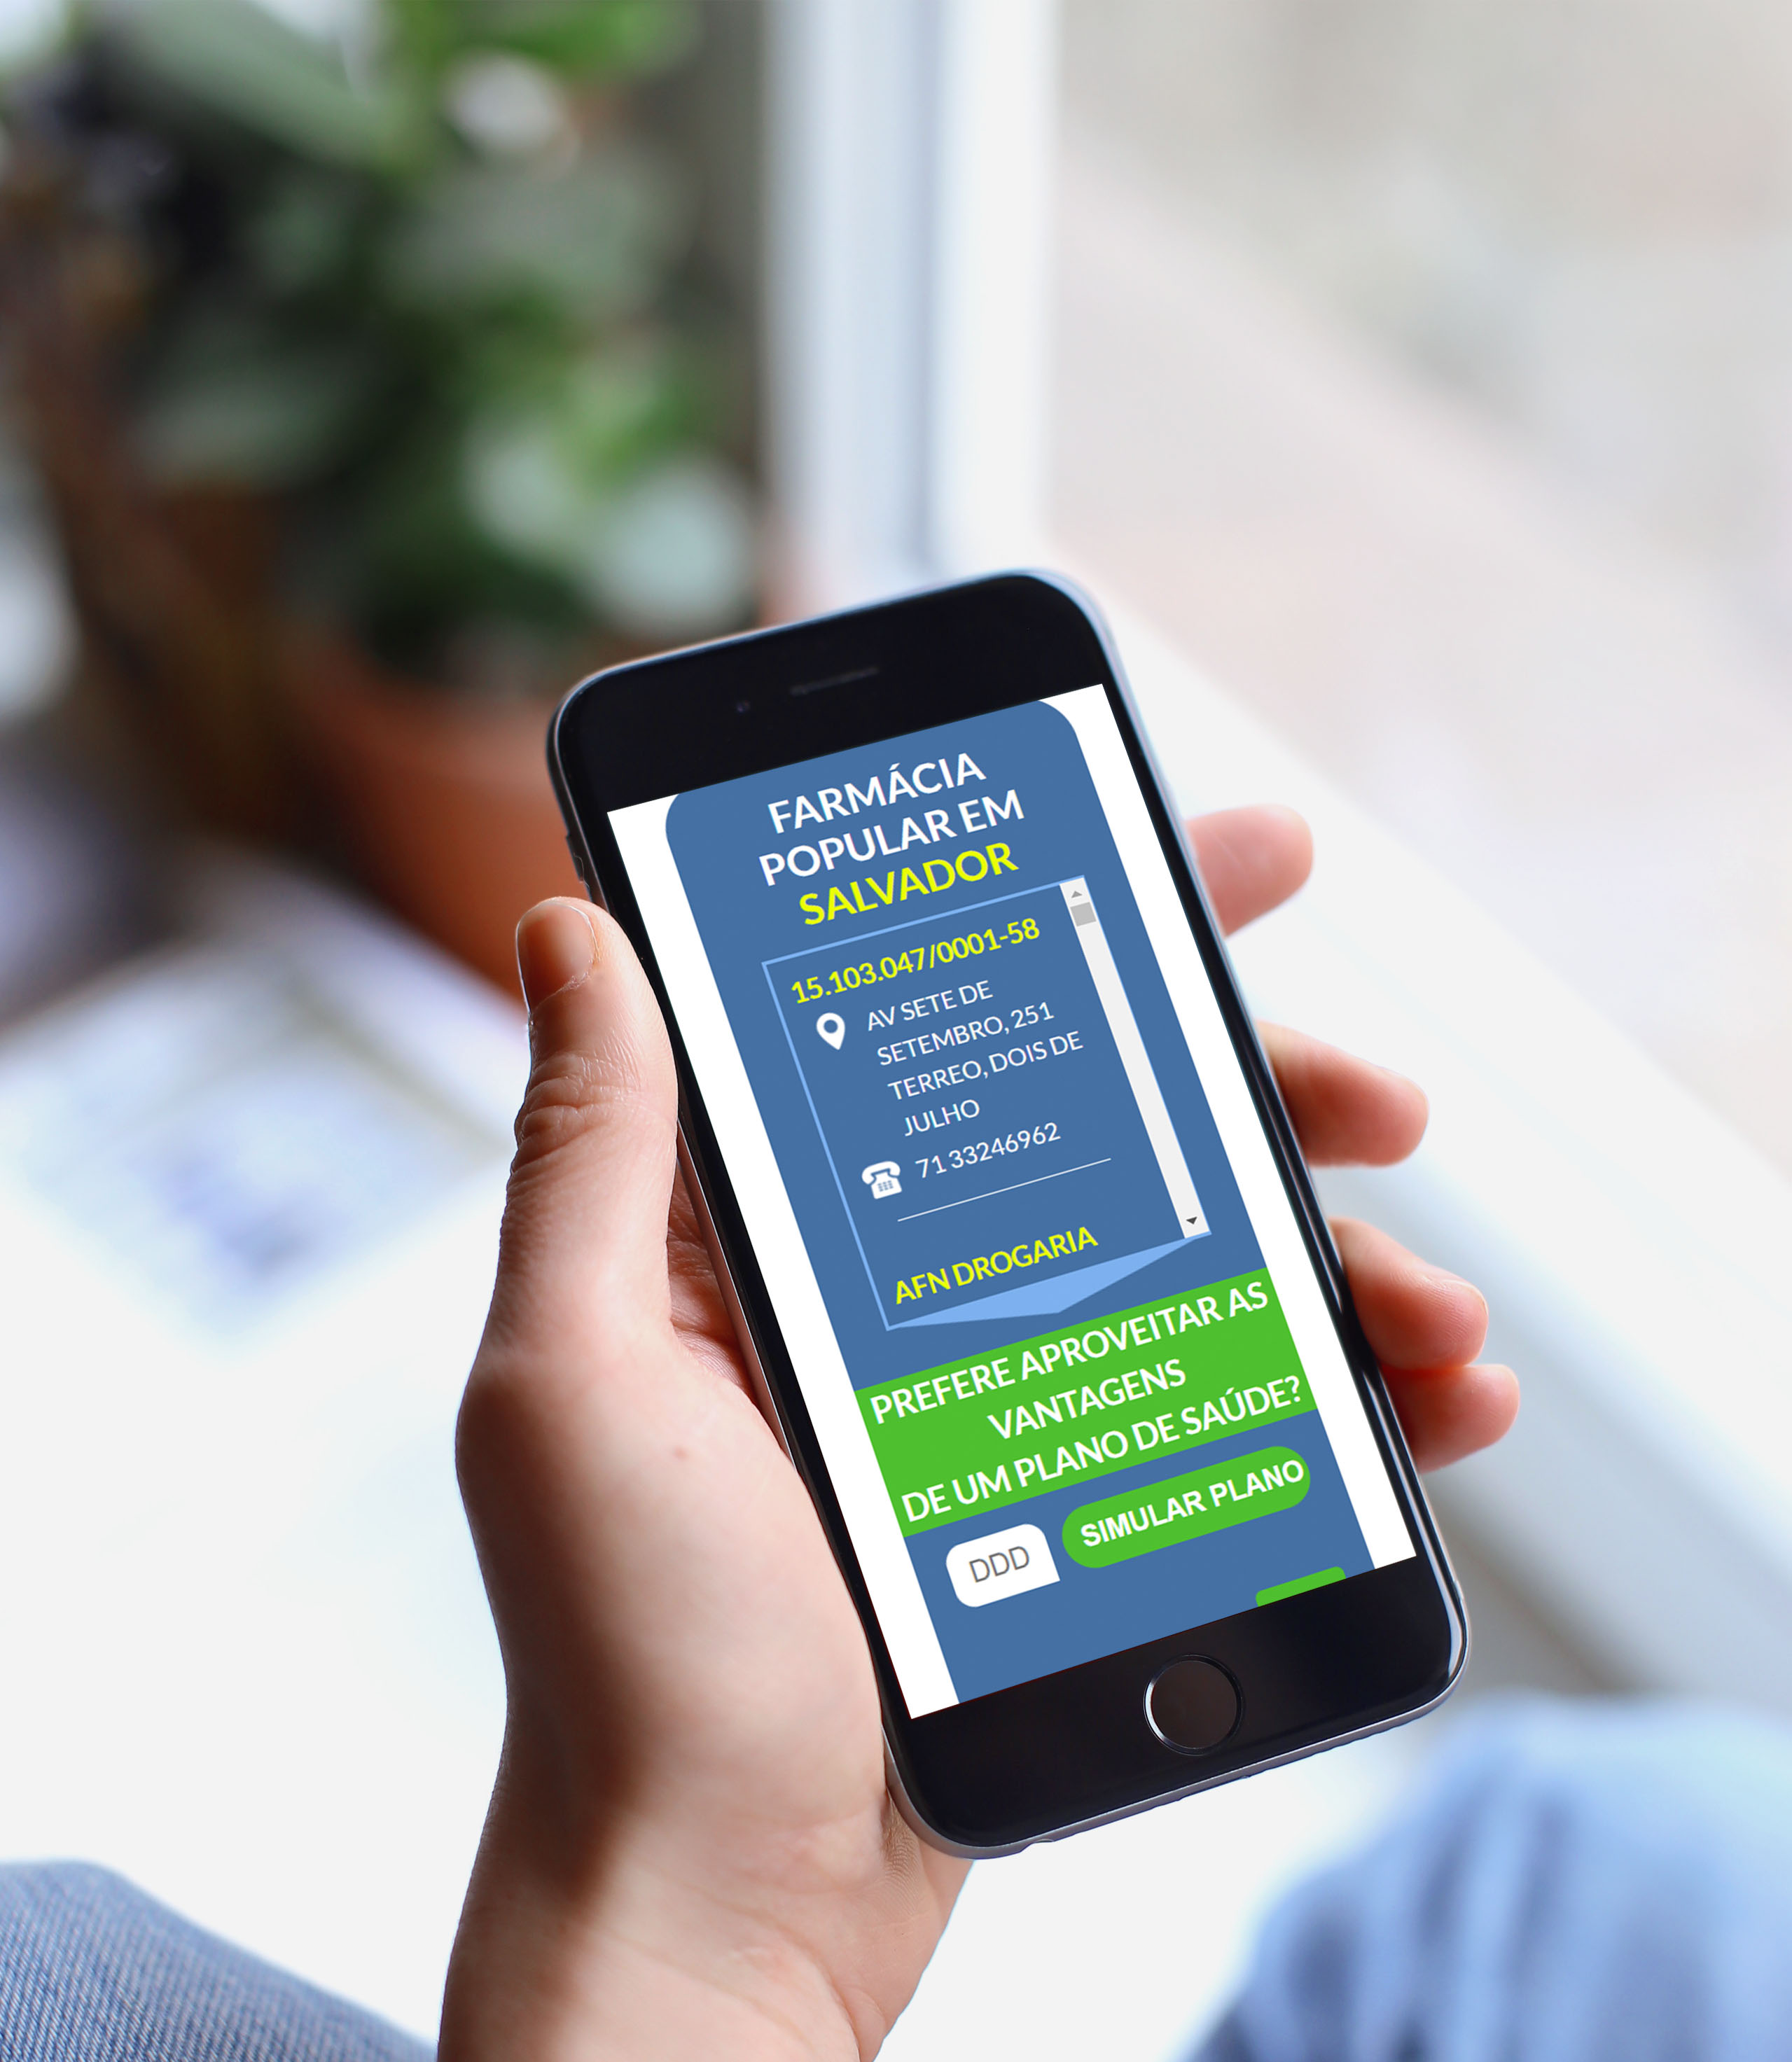 FARMÁCIA
POPULAR EM
SALVADOR
15.103.047/0001-58
AV SETE DE
SETEMBRO, 251
TERREO, DOIS DE
JULHO
71 33246962
AFN DROGARIA
PREFERE APROVEITAR AS
VANTAGENS
DE UM PLANO DE SAÚDE?
DDD
SIMULAR PLANO